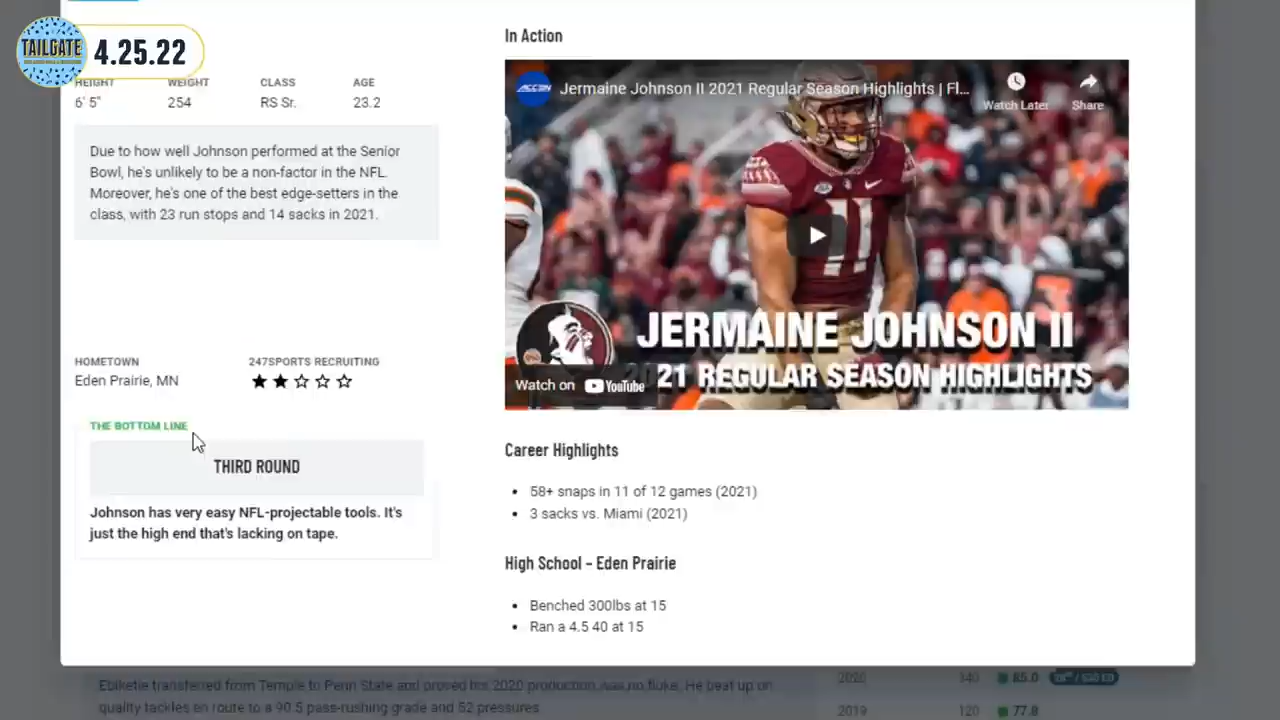 TAILGATE
4.25.22
HEIGHT WEIGHT CLASS AGE
6' 5" 254 RS Sr. 23.2
Due to how well Johnson performed at the Senior
Bowl, he's unlikely to be a non-factor in the NFL.
Moreover, he's one of the best edge-setters in the
class, with 23 run stops and 14 sacks in 2021.
HOMETOWN 247SPORTS RECRUITING
Eden Prairie, MN ★★☆☆☆
THE BOTTOM LINE
THIRD ROUND
Johnson has very easy NFL-projectable tools. It's
just the high end that's lacking on tape.
In Action
ACCDN Jermaine Johnson II 2021 Regular Season Highlights | Fl...
Watch Later Share
11
JERMAINE JOHNSON II
21 REGULAR SEASON HIGHLIGHTS
Watch on YouTube
Career Highlights
• 58+ snaps in 11 of 12 games (2021)
• 3 sacks vs. Miami (2021)
High School - Eden Prairie
• Benched 300lbs at 15
• Ran a 4.5 40 at 15
Ebiketie transferred from Temple to Penn State and proved his 2020 production was no fluke. He beat up on
quality tackles en route to a 90.5 pass-rushing grade and 52 pressures.
2020 340 85.0
2019 120 77.8